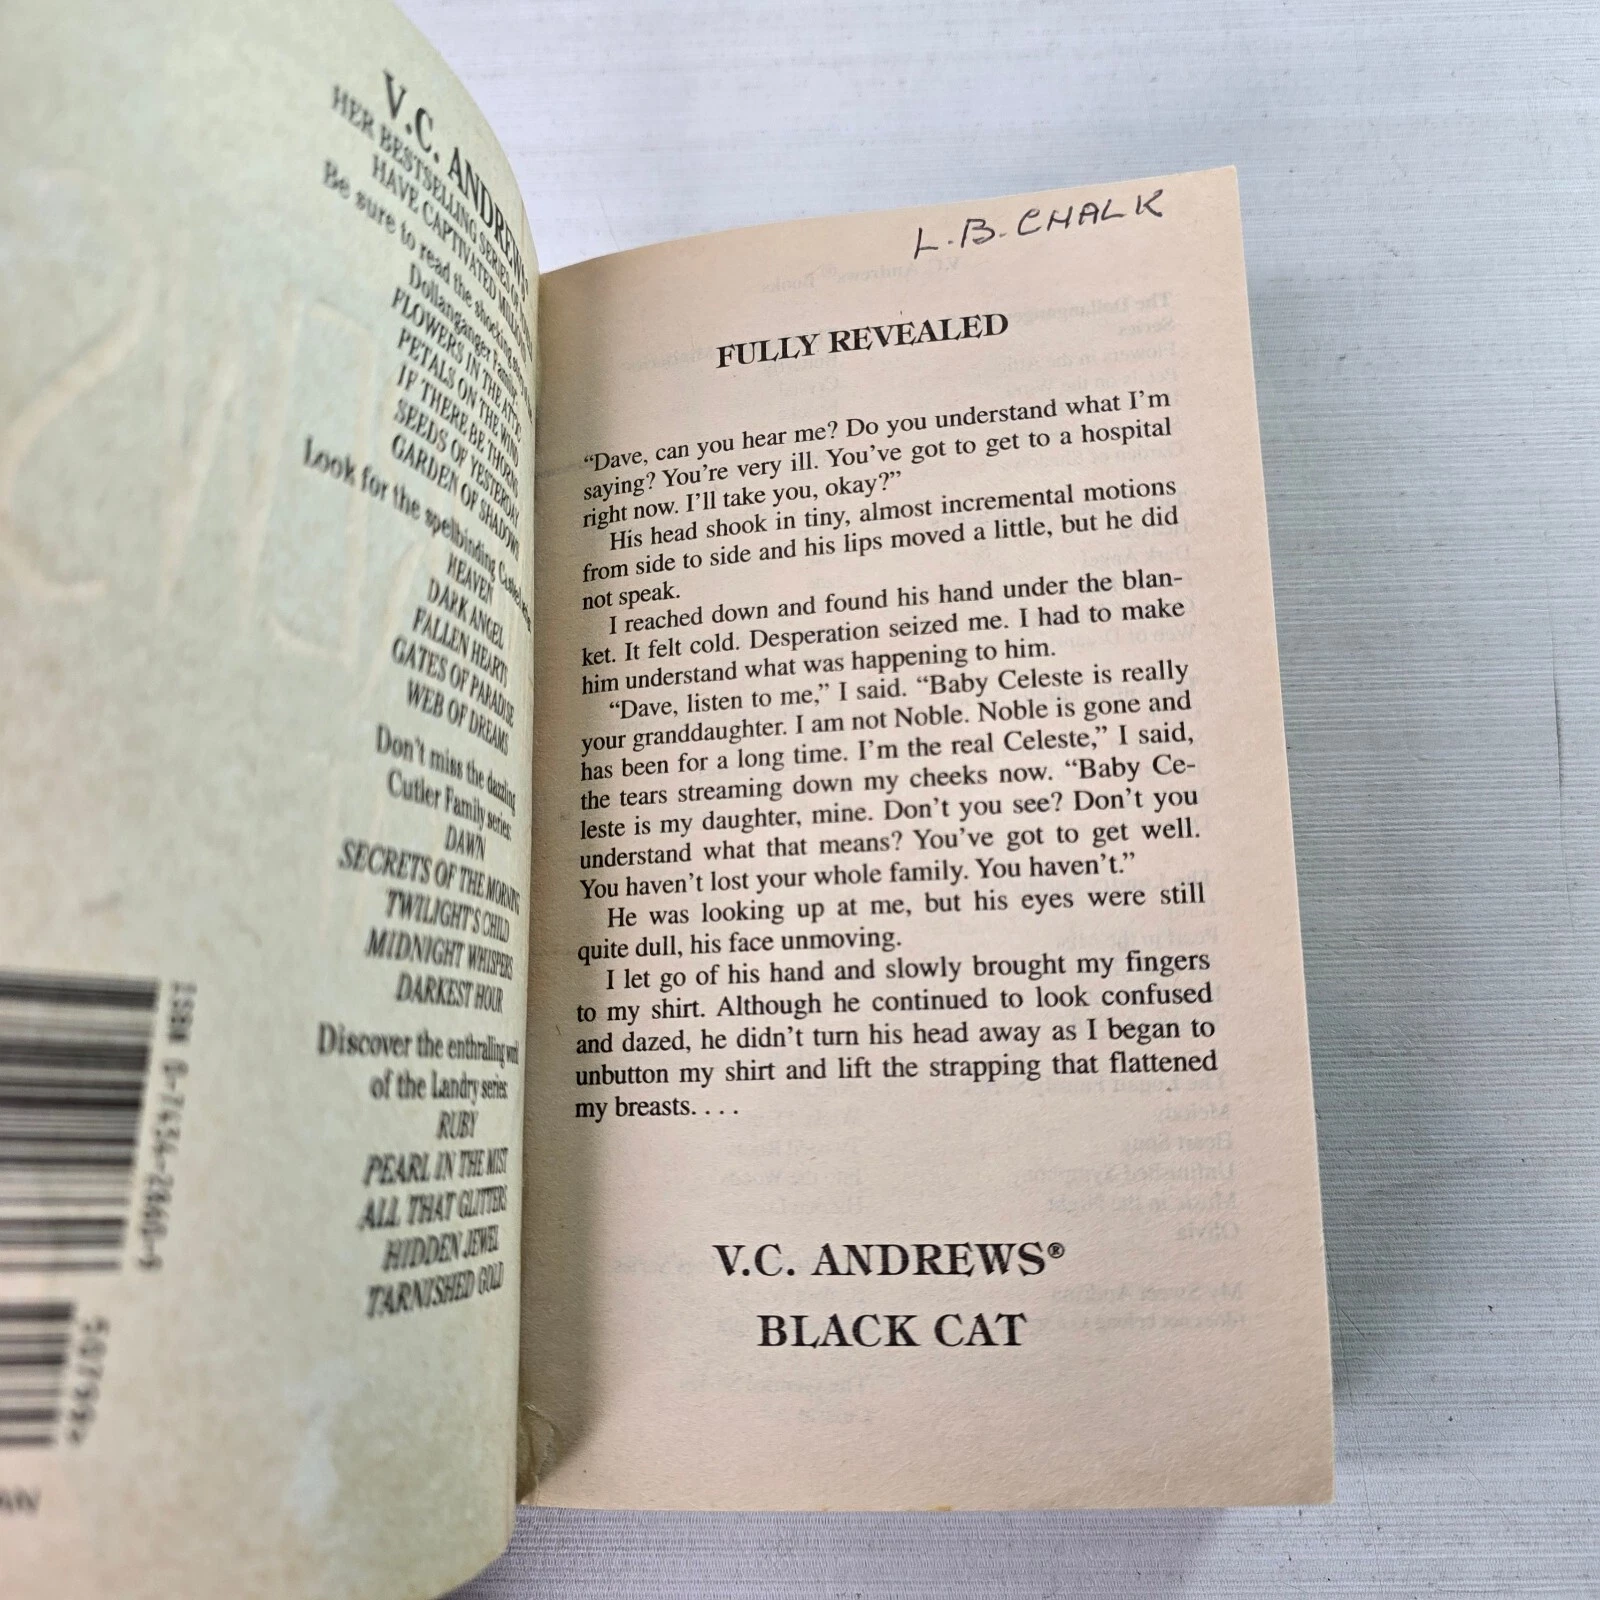 V.C. ANDREWS
HER BESTSELLING SERIES OF
HAVE CAPTIVATED MILLIONS
Be sure to read the shocking
Dollanganger Family
FLOWERS IN THE ATTIC
PETALS ON THE WIND
IF THERE BE THORNS
SEEDS OF YESTERDAY
GARDEN OF SHADOWS
Look for the spellbinding
HEAVEN
DARK ANGEL
FALLEN HEARTS
GATES OF PARADISE
WEB OF DREAMS
Don't miss the dazzling
Cutler Family series:
DAWN
SECRETS OF THE MORNING
TWILIGHT'S CHILD
MIDNIGHT WHISPERS
DARKEST HOUR
Discover the enthralling
of the Landry series:
RUBY
PEARL IN THE MIST
ALL THAT GLITTERS
HIDDEN JEWEL
TARNISHED GOLD
L.B. CHALK
FULLY REVEALED
“Dave, can you hear me? Do you understand what I’m
saying? You’re very ill. You’ve got to get to a hospital
right now. I’ll take you, okay?”
His head shook in tiny, almost incremental motions
from side to side and his lips moved a little, but he did
not speak.
I reached down and found his hand under the blan-
ket. It felt cold. Desperation seized me. I had to make
him understand what was happening to him.
“Dave, listen to me,” I said. “Baby Celeste is really
your granddaughter. I am not Noble. Noble is gone and
has been for a long time. I’m the real Celeste,” I said,
the tears streaming down my cheeks now. “Baby Ce-
leste is my daughter, mine. Don’t you see? Don’t you
understand what that means? You’ve got to get well.
You haven’t lost your whole family. You haven’t.”
He was looking up at me, but his eyes were still
quite dull, his face unmoving.
I let go of his hand and slowly brought my fingers
to my shirt. Although he continued to look confused
and dazed, he didn’t turn his head away as I began to
unbutton my shirt and lift the strapping that flattened
my breasts. . . .
V.C. ANDREWS®
BLACK CAT